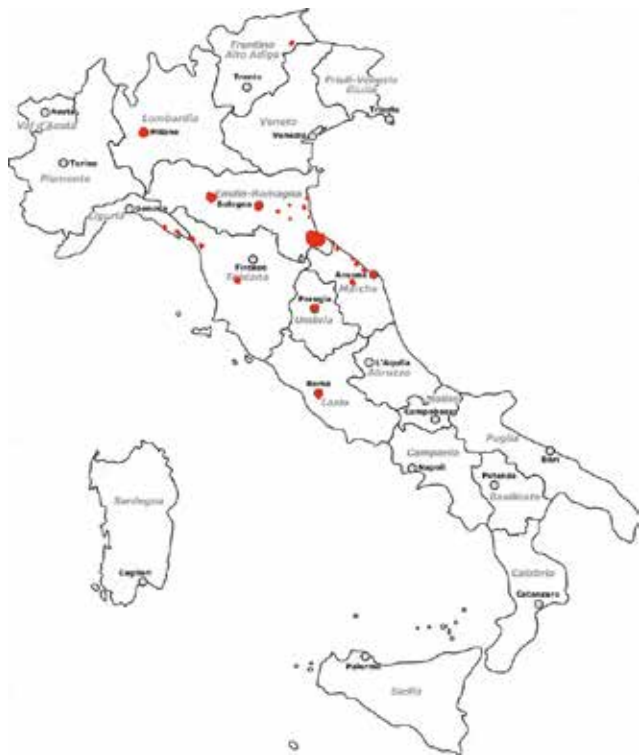 Trentino
Alto Adige
Trento
Friuli-Venezia
Giulia
Trieste
Aosta
Val d'Aosta
Lombardia
Milano
Veneto
Venezia
Torino
Piemonte
Emilia-Romagna
Bologna
Genova
Liguria
Firenze
Toscana
Ancona
Marche
Perugia
Umbria
L'Aquila
Abruzzo
Roma
Lazio
Molise
Campobasso
Puglia
Bari
Campania
Napoli
Potenza
Basilicata
Sardegna
Cagliari
Calabria
Catanzaro
Palermo
Sicilia